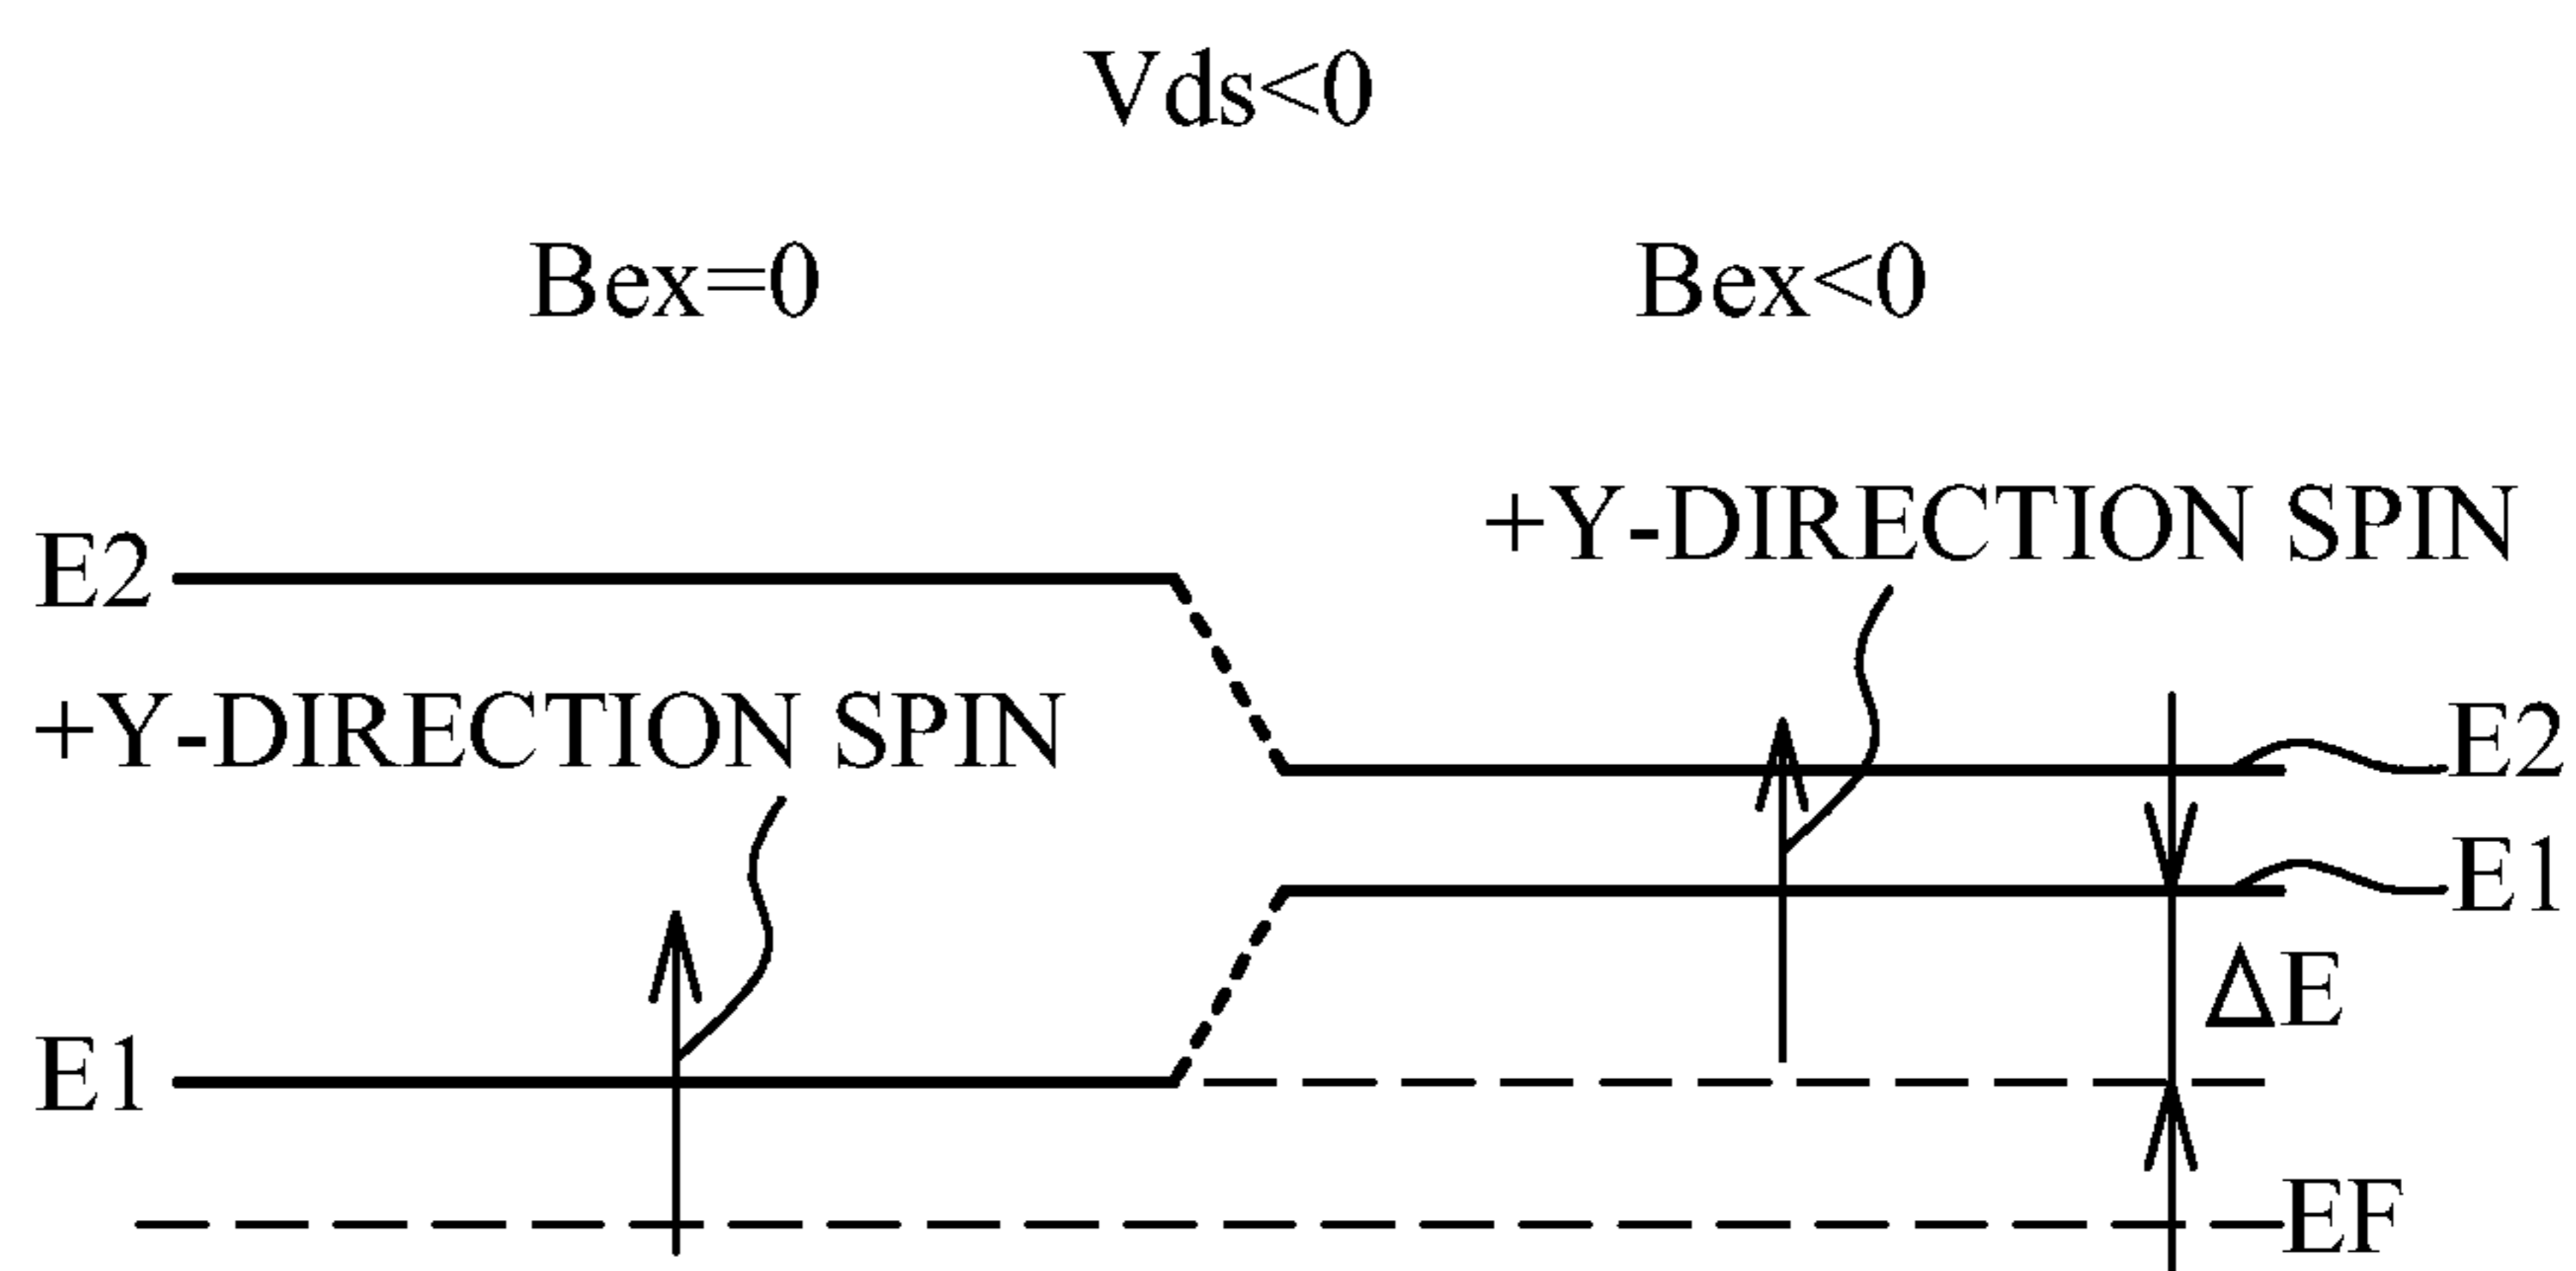 Vds<0
Bex=0
Bex<0
+Y-DIRECTION SPIN
E2
+Y-DIRECTION SPIN
E2
E1
ΔE
E1
EF